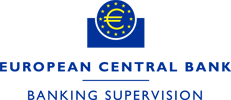 €
EUROPEAN CENTRAL BANK
BANKING SUPERVISION